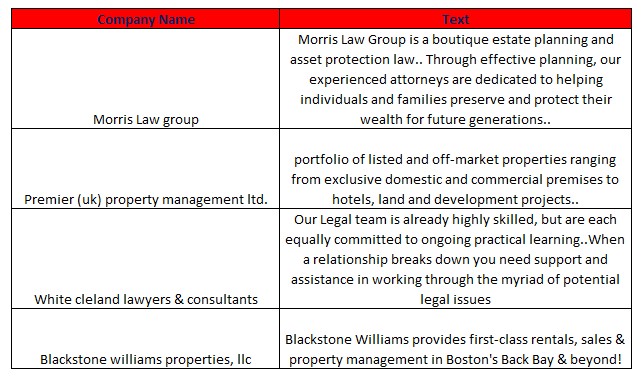 Company Name Text
Morris Law Group is a boutique estate planning and
asset protection law.. Through effective planning, our
experienced attorneys are dedicated to helping
individuals and families preserve and protect their
Morris Law group wealth for future generations..
portfolio of listed and off-market properties ranging
from exclusive domestic and commercial premises to
Premier (uk) property management ltd. hotels, land and development projects..
Our Legal team is already highly skilled, but are each
equally committed to ongoing practical learning..When
a relationship breaks down you need support and
assistance in working through the myriad of potential
White cleland lawyers & consultants legal issues
Blackstone Williams provides first-class rentals, sales &
Blackstone williams properties, llc property management in Boston's Back Bay & beyond!